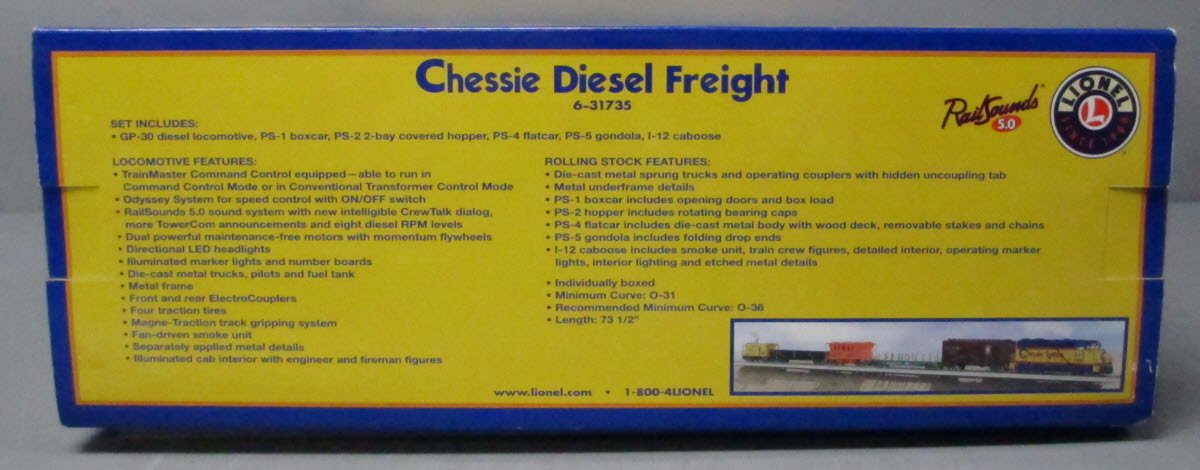 Chessie Diesel Freight
6-31735
RailSounds
5.0
LIONEL
L
SINCE 1900
SET INCLUDES:
• GP-30 diesel locomotive, PS-1 boxcar, PS-2 2-bay covered hopper, PS-4 flatcar, PS-5 gondola, I-12 caboose
LOCOMOTIVE FEATURES:
• TrainMaster Command Control equipped—able to run in
Command Control Mode or in Conventional Transformer Control Mode
• Odyssey System for speed control with ON/OFF switch
• RailSounds 5.0 sound system with new intelligible CrewTalk dialog,
more TowerCom announcements and eight diesel RPM levels
• Dual powerful maintenance-free motors with momentum flywheels
• Directional LED headlights
• Illuminated marker lights and number boards
• Die-cast metal trucks, pilots and fuel tank
• Metal frame
• Front and rear ElectroCouplers
• Four traction tires
• Magne-Traction track gripping system
• Fan-driven smoke unit
• Separately applied metal details
• Illuminated cab interior with engineer and fireman figures
ROLLING STOCK FEATURES:
• Die-cast metal sprung trucks and operating couplers with hidden uncoupling tab
• Metal underframe details
• PS-1 boxcar includes opening doors and box load
• PS-2 hopper includes rotating bearing caps
• PS-4 flatcar includes die-cast metal body with wood deck, removable stakes and chains
• PS-5 gondola includes folding drop ends
• I-12 caboose includes smoke unit, train crew figures, detailed interior, operating marker
lights, interior lighting and etched metal details
• Individually boxed
• Minimum Curve: O-31
• Recommended Minimum Curve: O-36
• Length: 73 1/2"
www.lionel.com • 1-800-4LIONEL